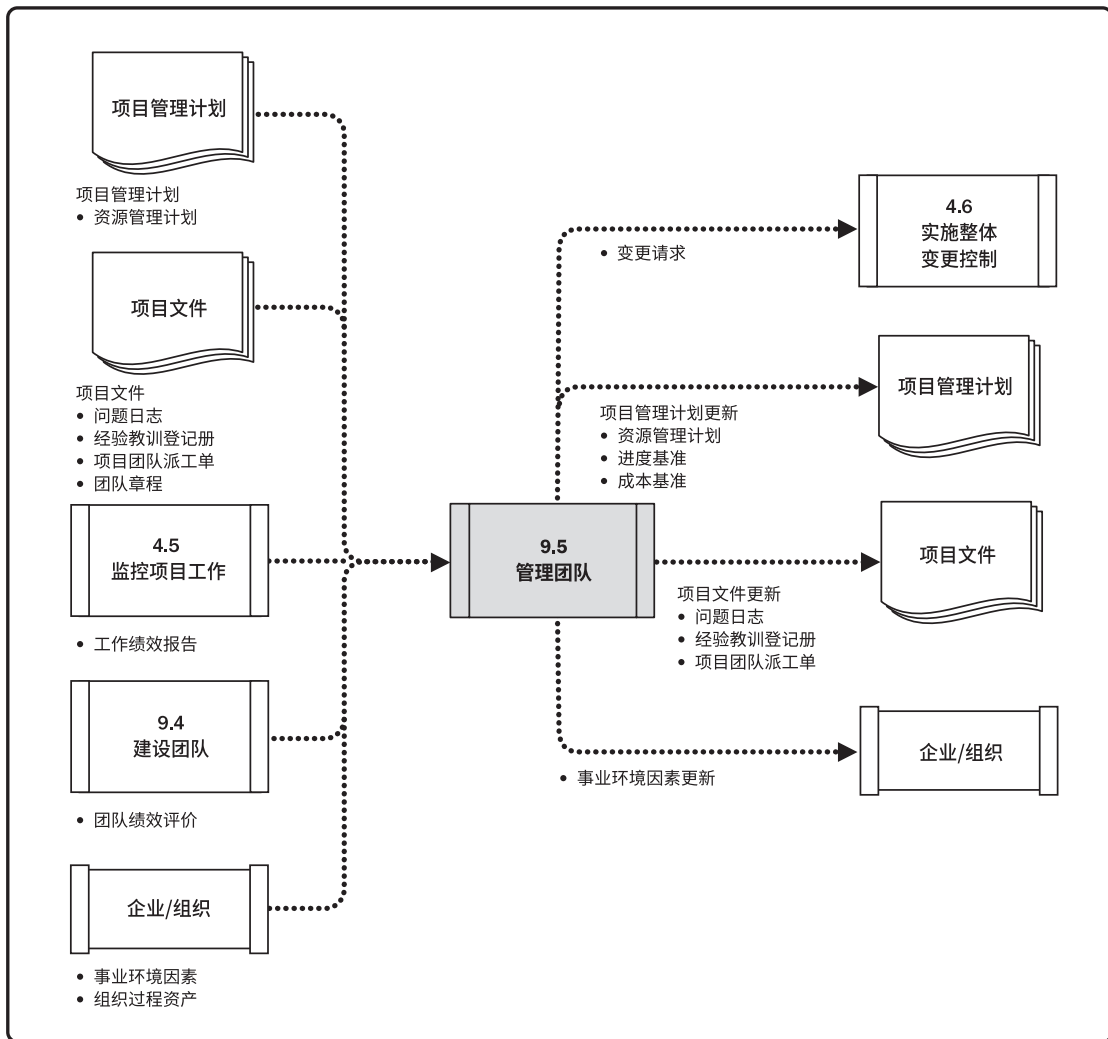 项目管理计划
项目管理计划
• 资源管理计划
项目文件
项目文件
• 问题日志
• 经验教训登记册
• 项目团队派工单
• 团队章程
4.5
监控项目工作
• 工作绩效报告
9.4
建设团队
• 团队绩效评价
企业/组织
• 事业环境因素
• 组织过程资产
9.5
管理团队
• 变更请求
4.6
实施整体
变更控制
项目管理计划更新
• 资源管理计划
• 进度基准
• 成本基准
项目管理计划
项目文件更新
• 问题日志
• 经验教训登记册
• 项目团队派工单
项目文件
• 事业环境因素更新
企业/组织